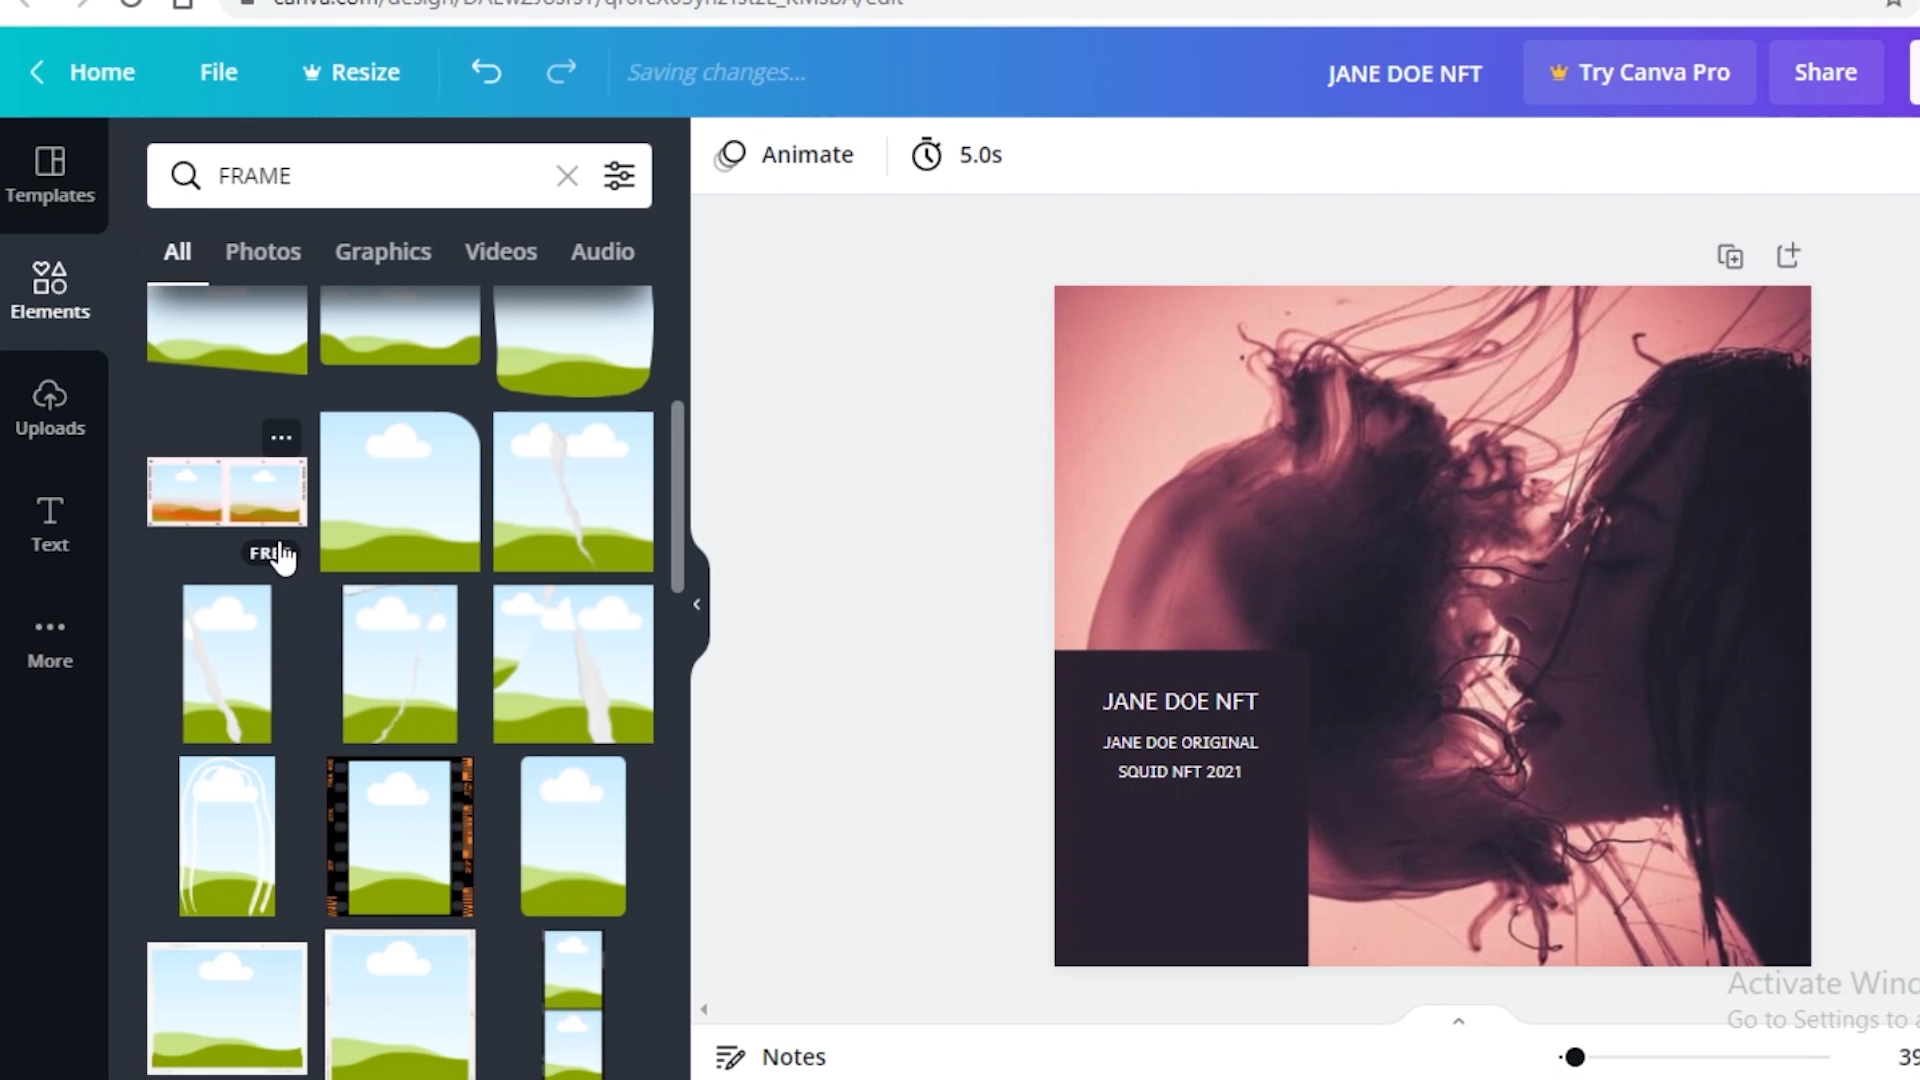 Home
File
Resize
Saving changes...
JANE DOE NFT
Try Canva Pro
Share
Templates
Elements
Uploads
Text
More
FRAME
All
Photos
Graphics
Videos
Audio
Animate
5.0s
JANE DOE NFT
JANE DOE ORIGINAL
SQUID NFT 2021
Activate Wind
Go to Settings to a
Notes
39